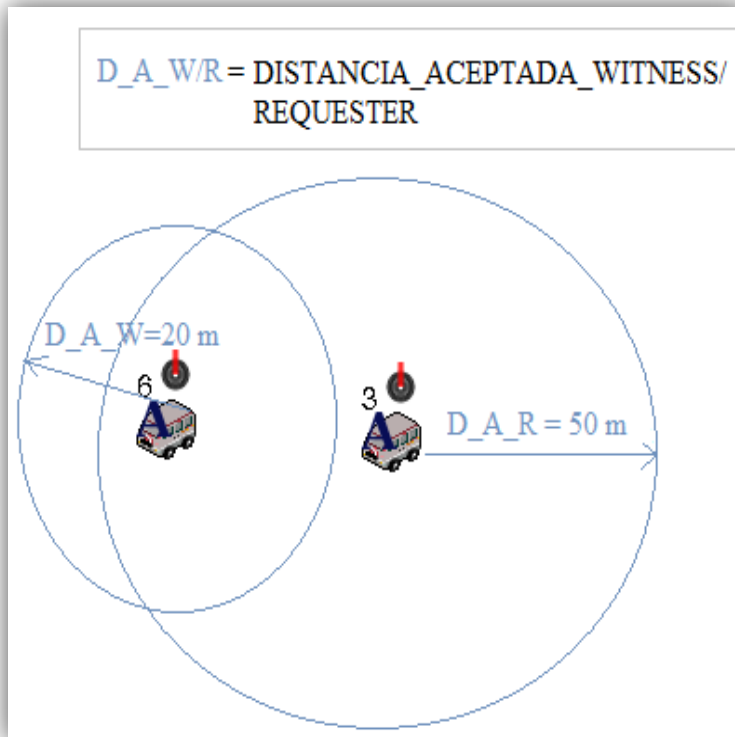 D_A_W/R = DISTANCIA_ACEPTADA_WITNESS/
REQUESTER
D_A_W=20 m
6
A
3
A
D_A_R = 50 m